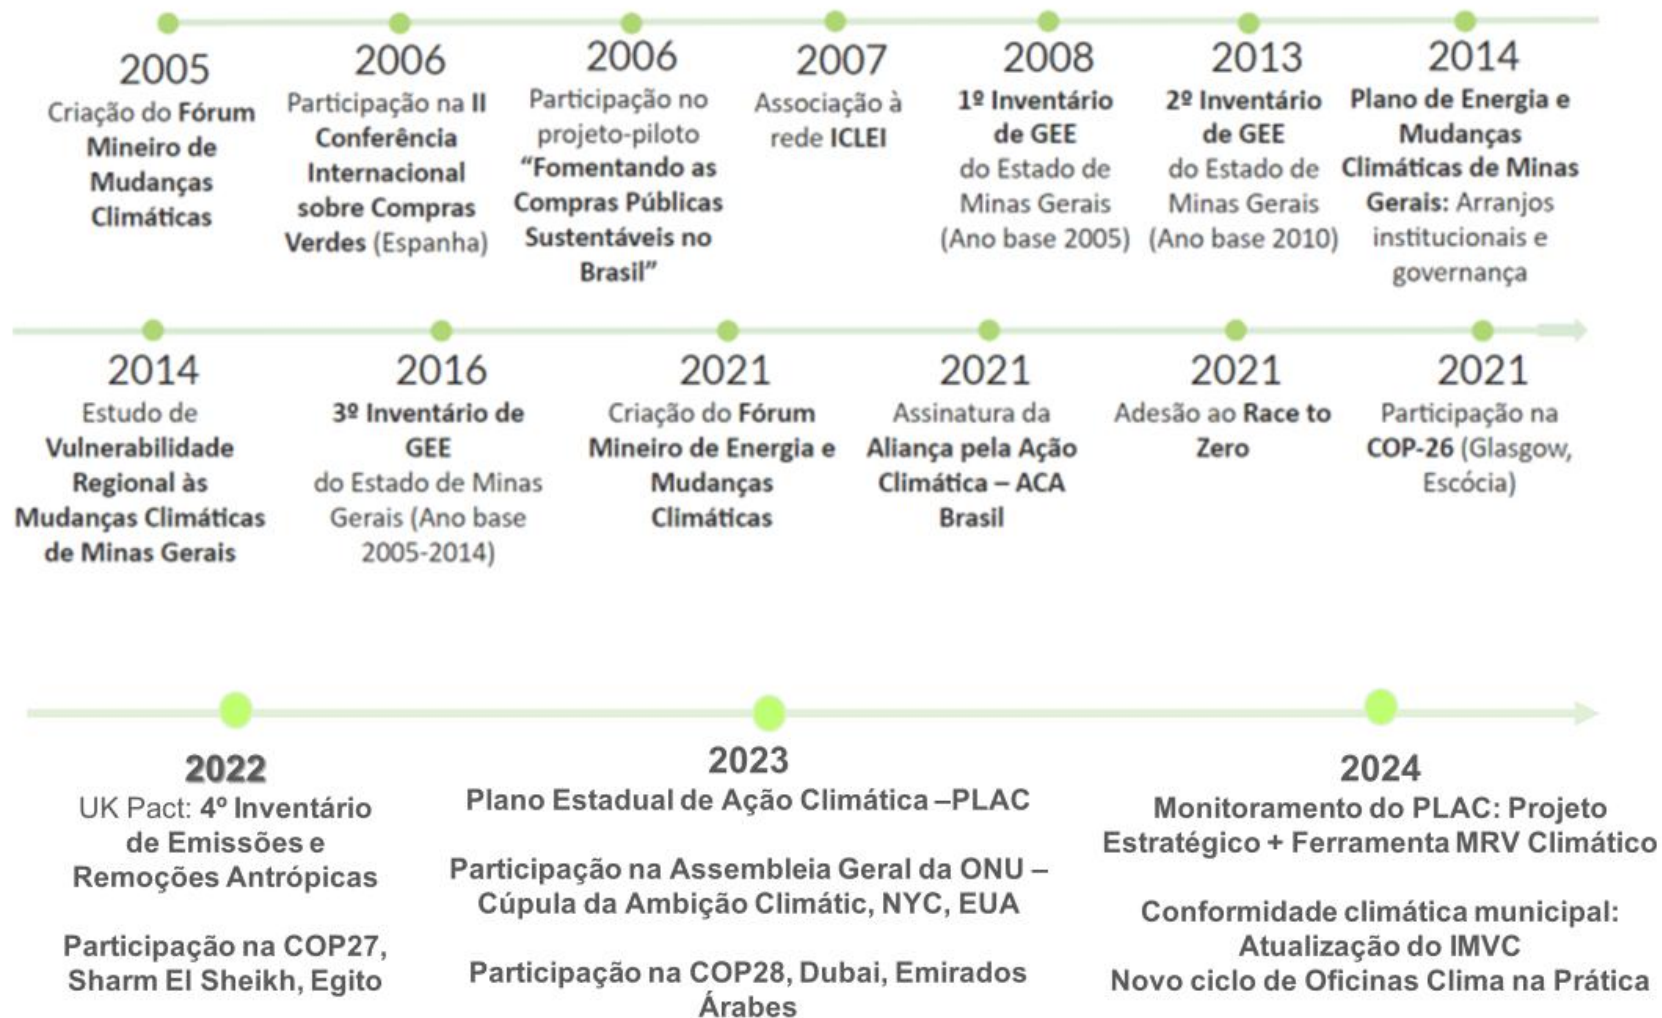 2005
Criação do Fórum
Mineiro de
Mudanças
Climáticas
2006
Participação na II
Conferência
Internacional
sobre Compras
Verdes (Espanha)
2006
Participação no
projeto-piloto
“Fomentando as
Compras Públicas
Sustentáveis no
Brasil”
2007
Associação à
rede ICLEI
2008
1º Inventário
de GEE
do Estado de
Minas Gerais
(Ano base 2005)
2013
2º Inventário
de GEE
do Estado de
Minas Gerais
(Ano base 2010)
2014
Plano de Energia e
Mudanças
Climáticas de Minas
Gerais: Arranjos
institucionais e
governança
2014
Estudo de
Vulnerabilidade
Regional às
Mudanças Climáticas
de Minas Gerais
2016
3º Inventário de
GEE
do Estado de Minas
Gerais (Ano base
2005-2014)
2021
Criação do Fórum
Mineiro de Energia e
Mudanças
Climáticas
2021
Assinatura da
Aliança pela Ação
Climática – ACA
Brasil
2021
Adesão ao Race to
Zero
2021
Participação na
COP-26 (Glasgow,
Escócia)
2022
UK Pact: 4º Inventário
de Emissões e
Remoções Antrópicas
Participação na COP27,
Sharm El Sheikh, Egito
2023
Plano Estadual de Ação Climática –PLAC
Participação na Assembleia Geral da ONU –
Cúpula da Ambição Climátic, NYC, EUA
Participação na COP28, Dubai, Emirados
Árabes
2024
Monitoramento do PLAC: Projeto
Estratégico + Ferramenta MRV Climático
Conformidade climática municipal:
Atualização do IMVC
Novo ciclo de Oficinas Clima na Prática